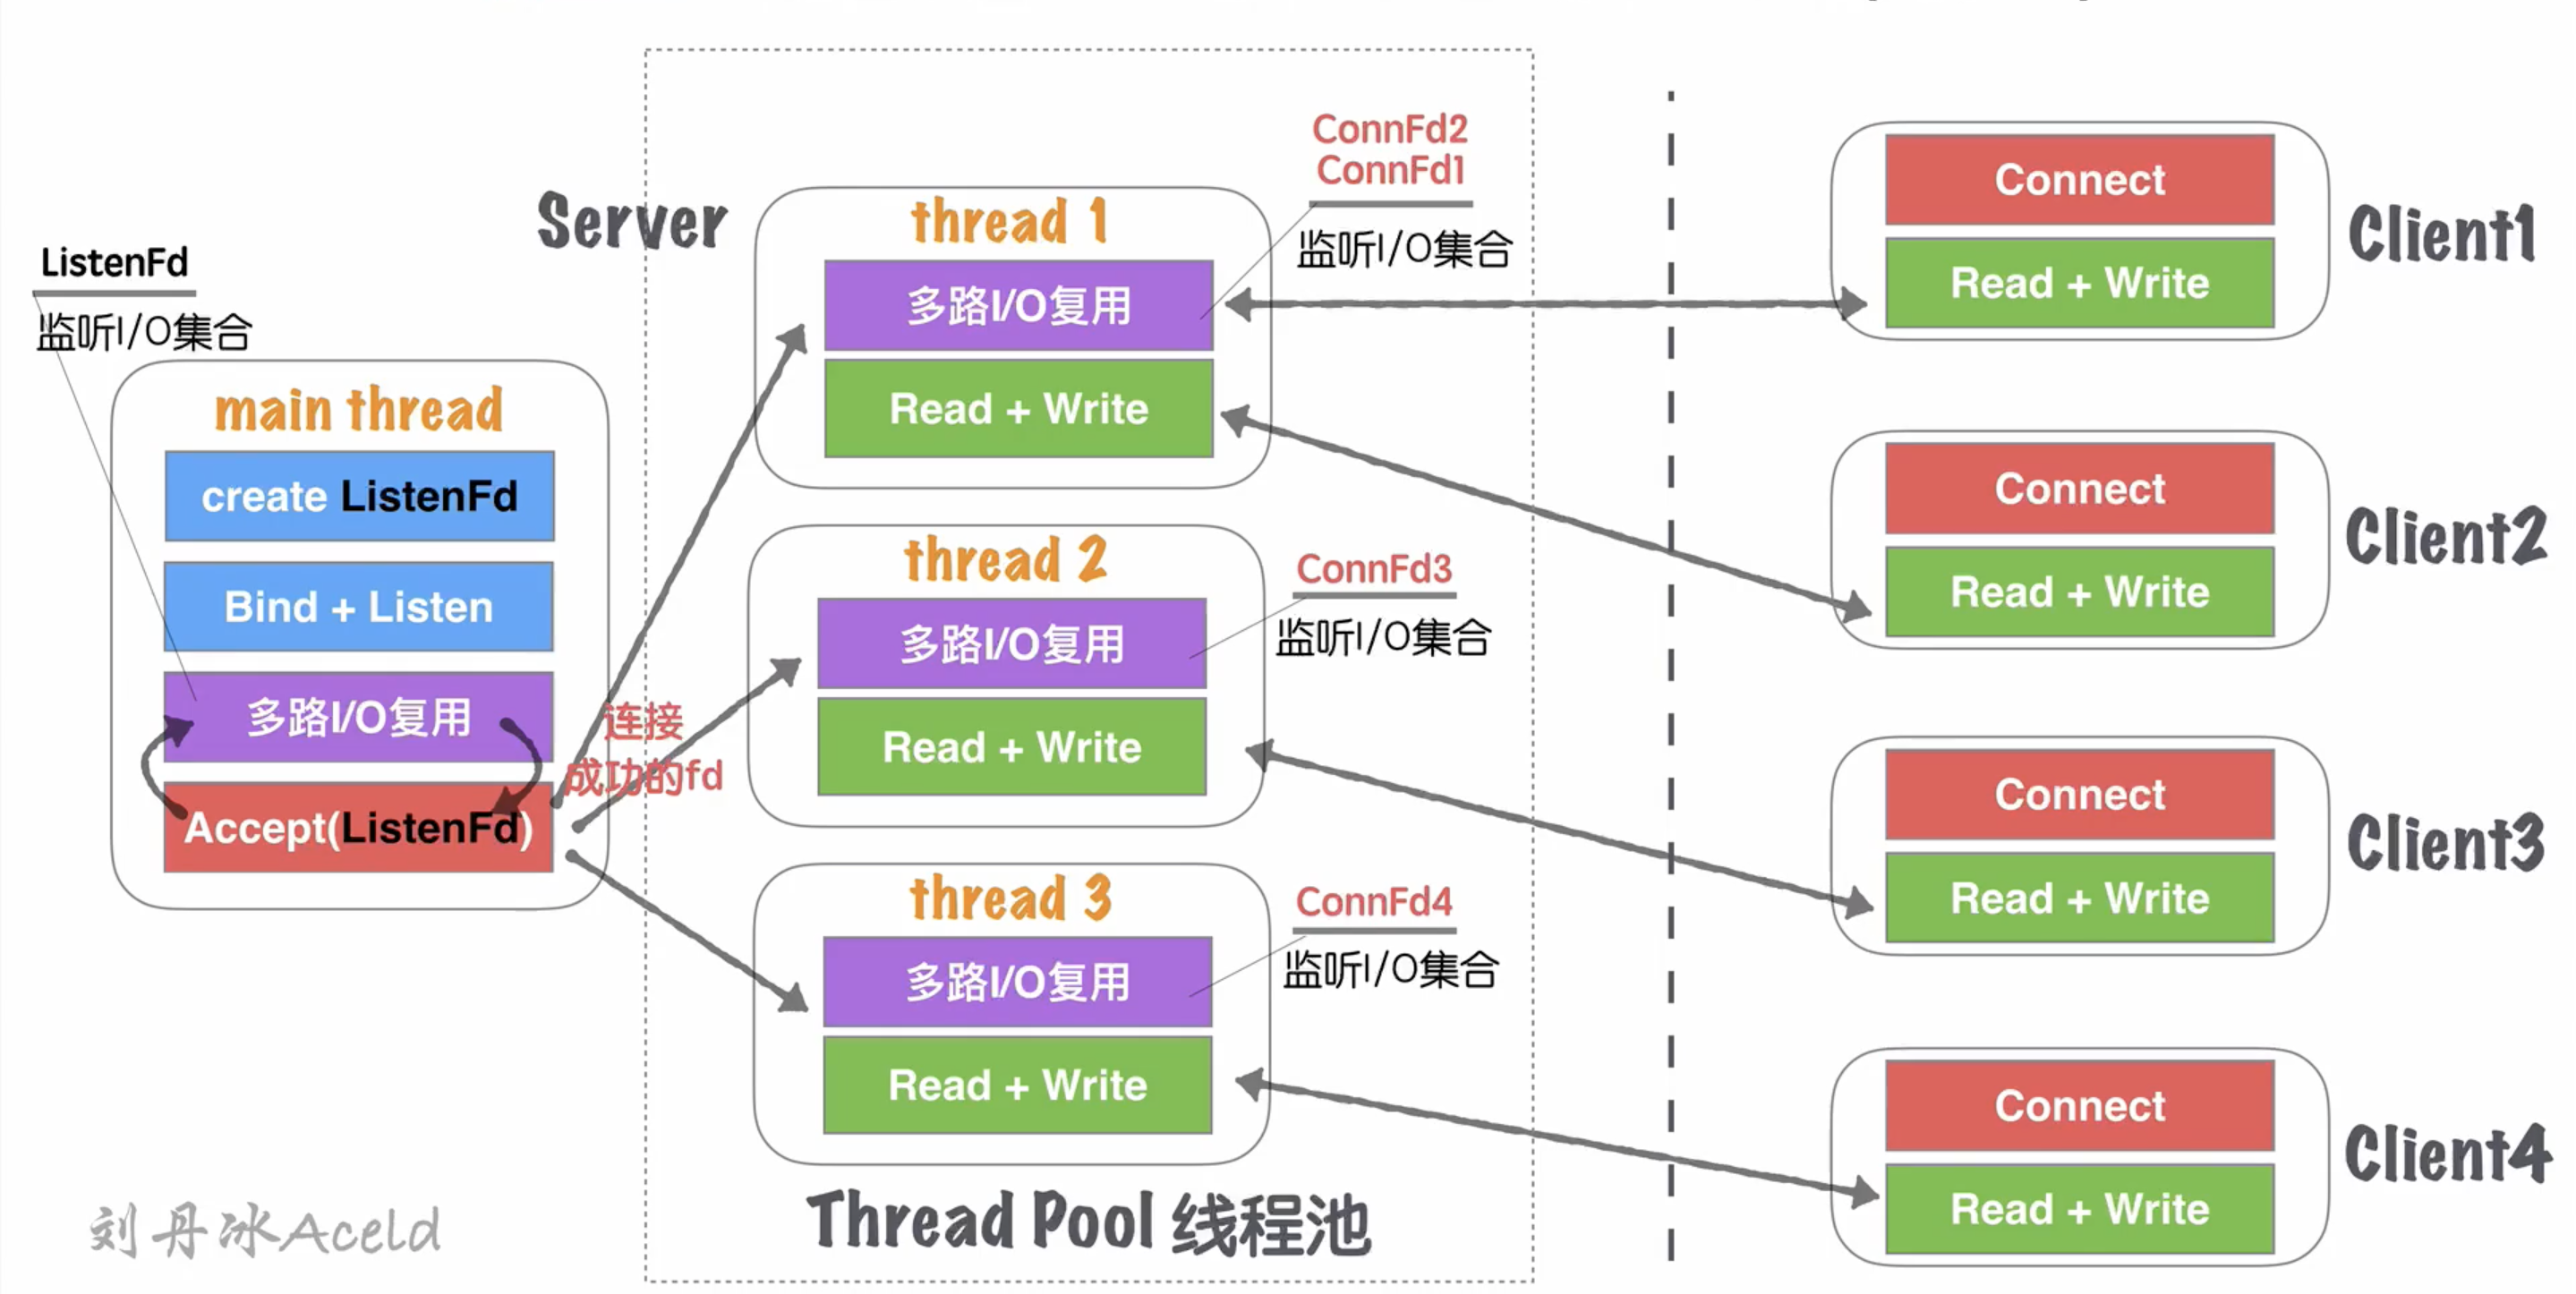 Server
ListenFd
监听I/O集合
main thread
create ListenFd
Bind + Listen
多路I/O复用
Accept(ListenFd)
连接
成功的fd
thread 1
多路I/O复用
Read + Write
ConnFd2
ConnFd1
监听I/O集合
thread 2
多路I/O复用
Read + Write
ConnFd3
监听I/O集合
thread 3
多路I/O复用
Read + Write
ConnFd4
监听I/O集合
Thread Pool 线程池
Connect
Read + Write
Client1
Connect
Read + Write
Client2
Connect
Read + Write
Client3
Connect
Read + Write
Client4
刘丹冰Aceld